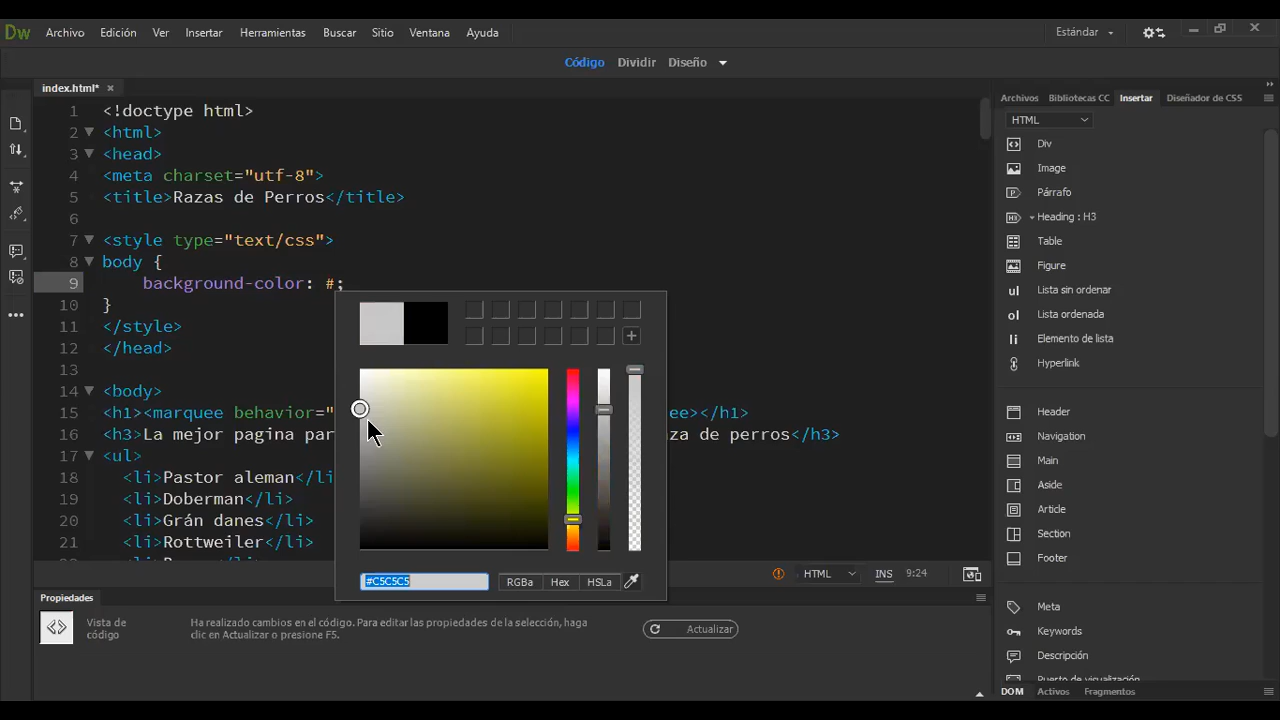 Dw Archivo Edición Ver Insertar Herramientas Buscar Sitio Ventana Ayuda Estándar
Código Dividir Diseño
index.html*
1 <!doctype html>
2 <html>
3 <head>
4 <meta charset="utf-8">
5 <title>Razas de Perros</title>
6
7 <style type="text/css">
8 body {
9 background-color: #;
10 }
11 </style>
12 </head>
13
14 <body>
15 <h1><marquee behavior=" ee></h1>
16 <h3>La mejor pagina par za de perros</h3>
17 <ul>
18 <li>Pastor aleman</li
19 <li>Doberman</li>
20 <li>Grán danes</li>
21 <li>Rottweiler</li>
#C5C5C5 RGBa Hex HSLa
HTML INS 9:24
Propiedades
Vista de código
Ha realizado cambios en el código. Para editar las propiedades de la selección, haga
clic en Actualizar o presione F5.
Actualizar
Archivos Bibliotecas CC Insertar Diseñador de CSS
HTML
Div
Image
Párrafo
Heading : H3
Table
Figure
ul Lista sin ordenar
ol Lista ordenada
li Elemento de lista
Hyperlink
Header
Navigation
Main
Aside
Article
Section
Footer
Meta
Keywords
Descripción
Puerto de visualización
DOM Activos Fragmentos